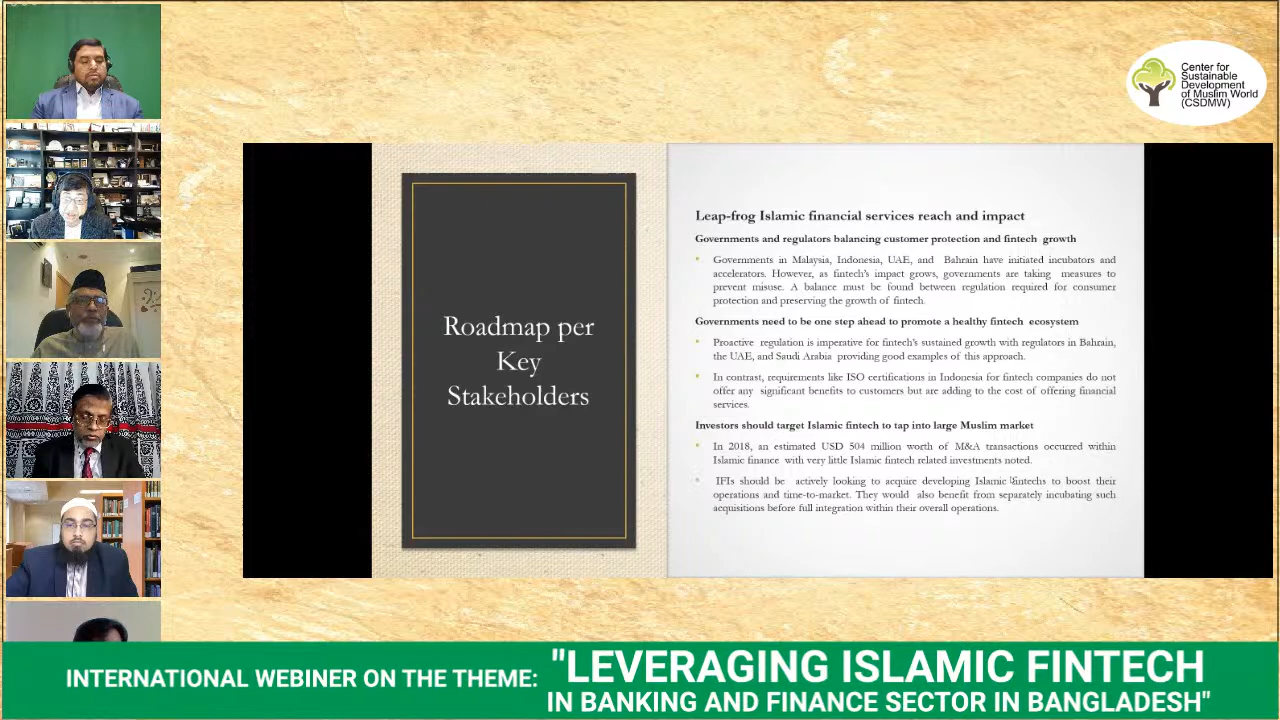 Center for
Sustainable
Development
of Muslim World
(CSDMW)
Roadmap per
Key
Stakeholders
Leap-frog Islamic financial services reach and impact
Governments and regulators balancing customer protection and fintech growth
Governments in Malaysia, Indonesia, UAE, and Bahrain have initiated incubators and
accelerators. However, as fintech's impact grows, governments are taking measures to
prevent misuse. A balance must be found between regulation required for consumer
protection and preserving the growth of fintech.
Governments need to be one step ahead to promote a healthy fintech ecosystem
Proactive regulation is imperative for fintech's sustained growth with regulators in Bahrain,
the UAE, and Saudi Arabia providing good examples of this approach.
In contrast, requirements like ISO certifications in Indonesia for fintech companies do not
offer any significant benefits to customers but are adding to the cost of offering financial
services.
Investors should target Islamic fintech to tap into large Muslim market
In 2018, an estimated USD 504 million worth of M&A transactions occurred within
Islamic finance with very little Islamic fintech related investments noted.
IFIs should be actively looking to acquire developing Islamic fintechs to boost their
operations and time-to-market. They would also benefit from separately incubating such
acquisitions before full integration within their overall operations.
INTERNATIONAL WEBINER ON THE THEME: "LEVERAGING ISLAMIC FINTECH
IN BANKING AND FINANCE SECTOR IN BANGLADESH"